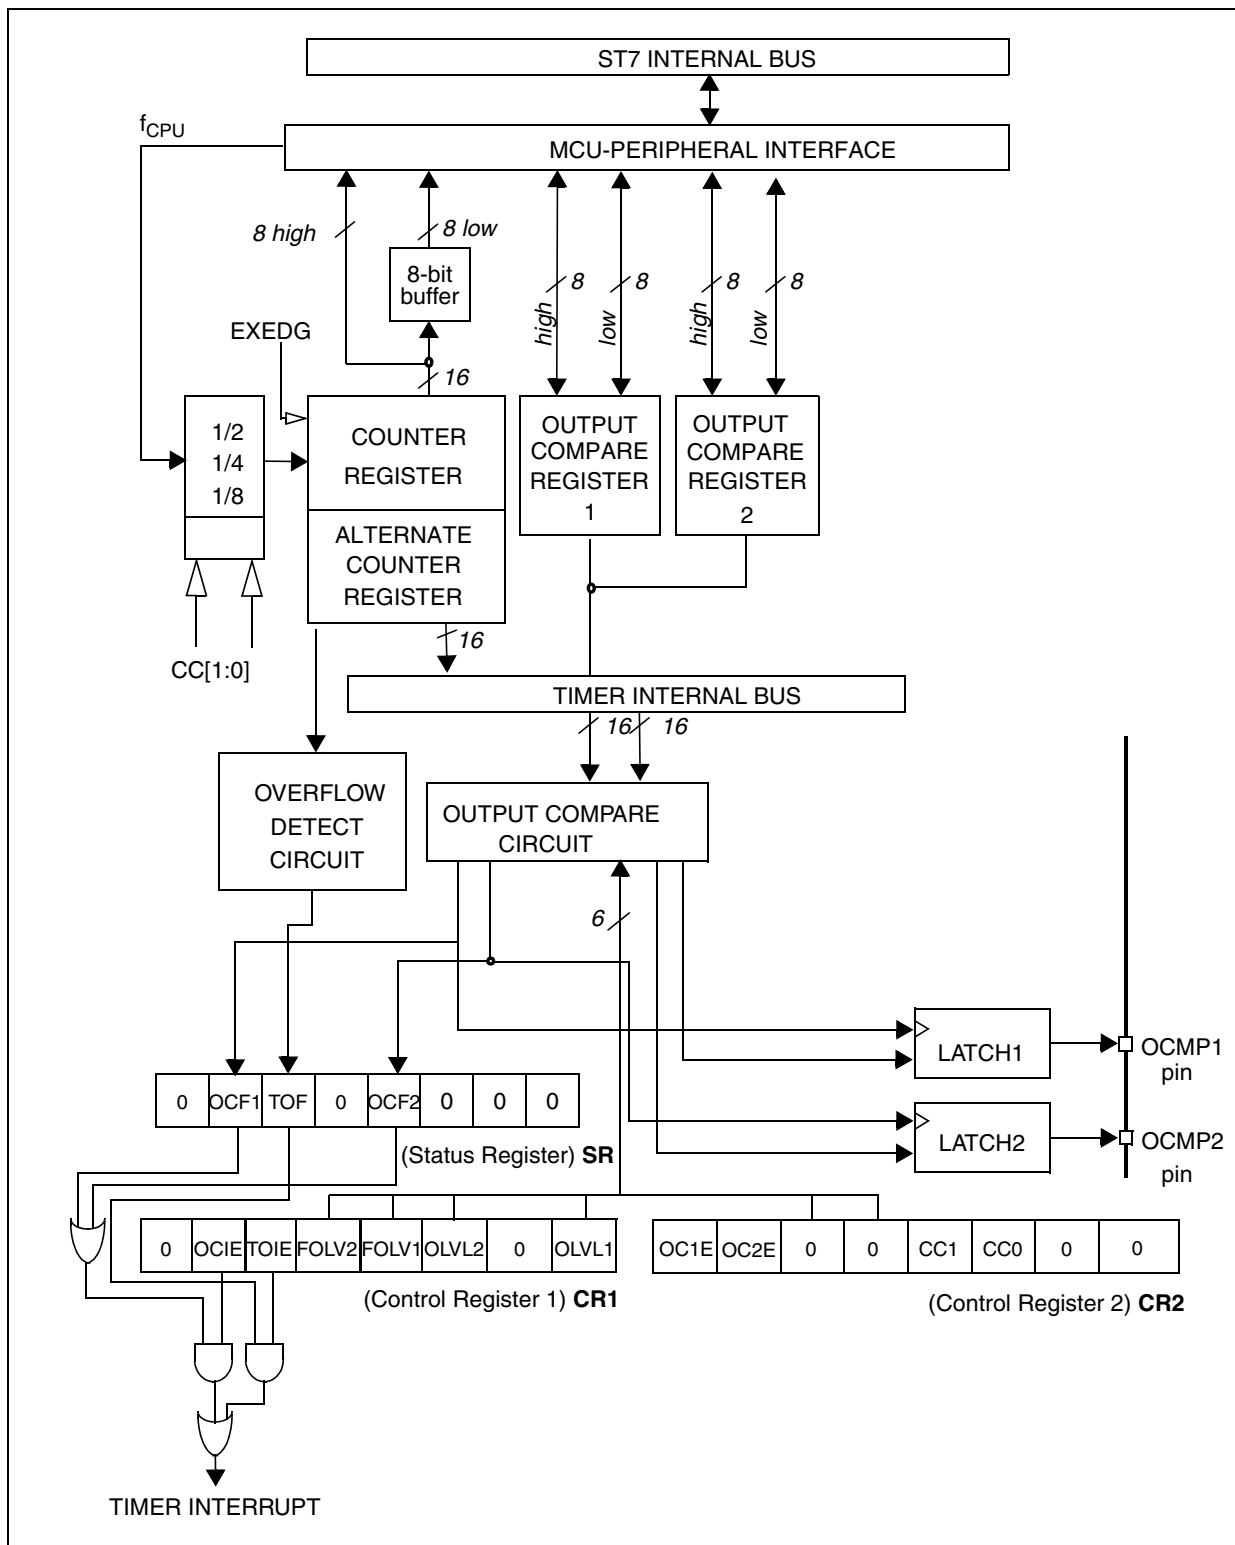 ST7 INTERNAL BUS
fCPU
MCU-PERIPHERAL INTERFACE
8 high
8 low
8-bit
buffer
8
8
8
8
high
low
high
low
EXEDG
16
1/2
1/4
1/8
COUNTER
REGISTER
OUTPUT
COMPARE
REGISTER
1
OUTPUT
COMPARE
REGISTER
2
ALTERNATE
COUNTER
REGISTER
16
CC[1:0]
TIMER INTERNAL BUS
16
16
OVERFLOW
DETECT
CIRCUIT
OUTPUT COMPARE
CIRCUIT
6
LATCH1
OCMP1
pin
0 OCF1 TOF 0 OCF2 0 0 0
(Status Register) SR
LATCH2
OCMP2
pin
0 OCIE TOIE FOLV2 FOLV1 OLVL2 0 OLVL1
(Control Register 1) CR1
OC1E OC2E 0 0 CC1 CC0 0 0
(Control Register 2) CR2
TIMER INTERRUPT